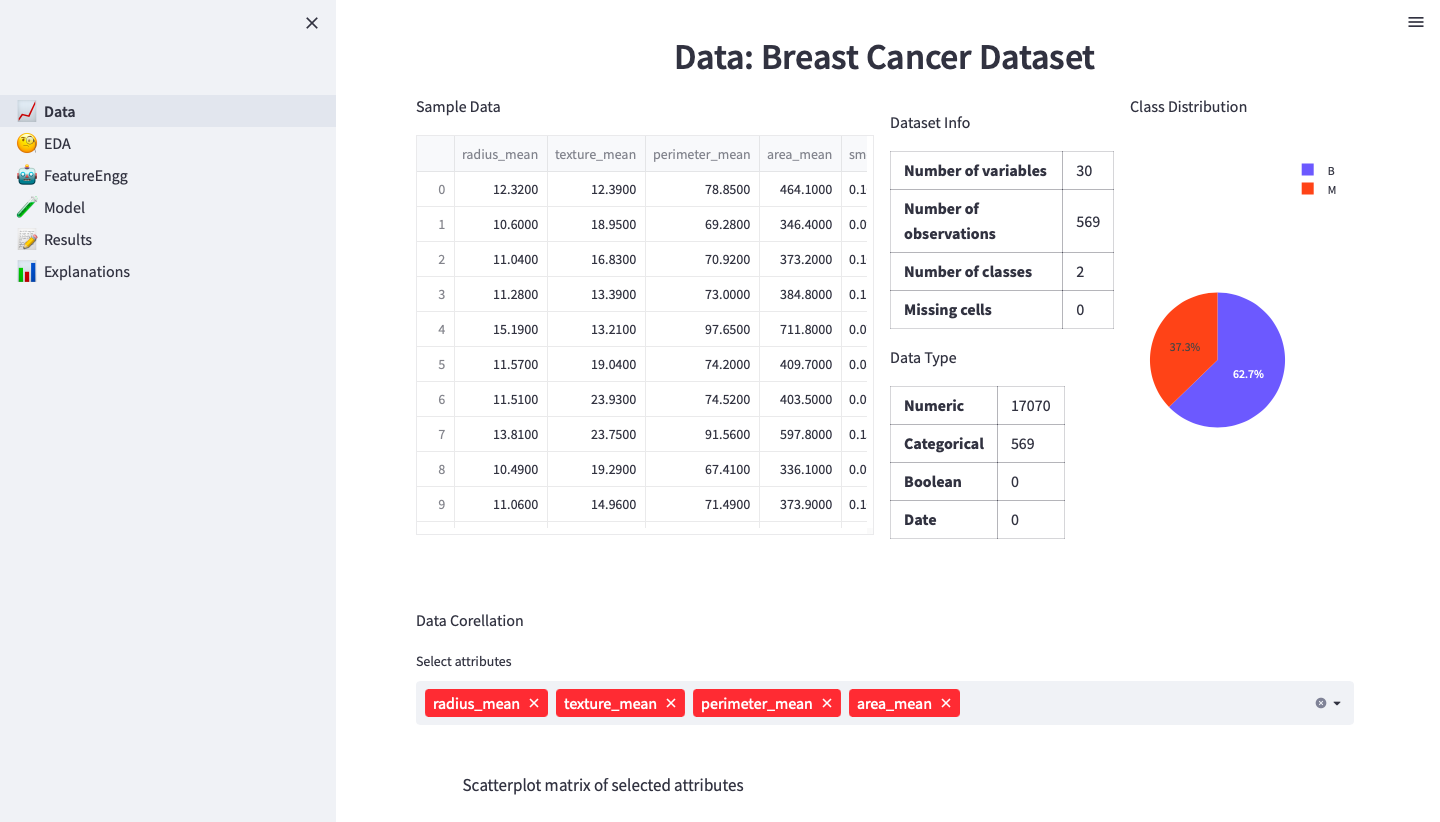 Data
EDA
FeatureEngg
Model
Results
Explanations
Data: Breast Cancer Dataset
Sample Data
radius_mean texture_mean perimeter_mean area_mean sm
0 12.3200 12.3900 78.8500 464.1000 0.1
1 10.6000 18.9500 69.2800 346.4000 0.0
2 11.0400 16.8300 70.9200 373.2000 0.1
3 11.2800 13.3900 73.0000 384.8000 0.1
4 15.1900 13.2100 97.6500 711.8000 0.0
5 11.5700 19.0400 74.2000 409.7000 0.0
6 11.5100 23.9300 74.5200 403.5000 0.0
7 13.8100 23.7500 91.5600 597.8000 0.1
8 10.4900 19.2900 67.4100 336.1000 0.0
9 11.0600 14.9600 71.4900 373.9000 0.1
Dataset Info
Number of variables 30
Number of
observations 569
Number of classes 2
Missing cells 0
Data Type
Numeric 17070
Categorical 569
Boolean 0
Date 0
Class Distribution
B
M
37.3%
62.7%
Data Corellation
Select attributes
radius_mean texture_mean perimeter_mean area_mean
Scatterplot matrix of selected attributes